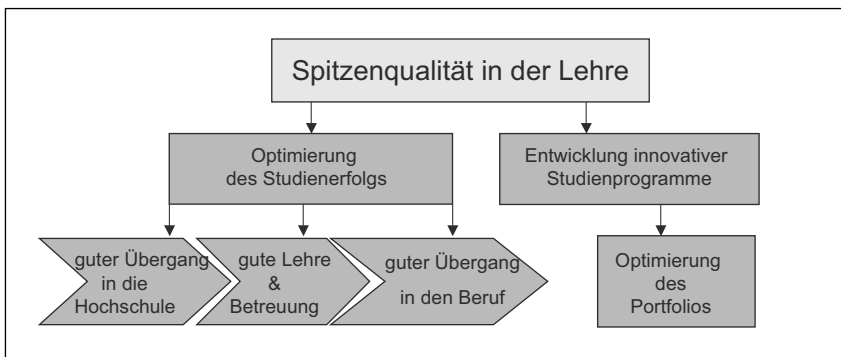 Spitzenqualität in der Lehre
Optimierung
des Studienerfolgs
Entwicklung innovativer
Studienprogramme
guter Übergang
in die
Hochschule
gute Lehre
&
Betreuung
guter Übergang
in den Beruf
Optimierung
des
Portfolios